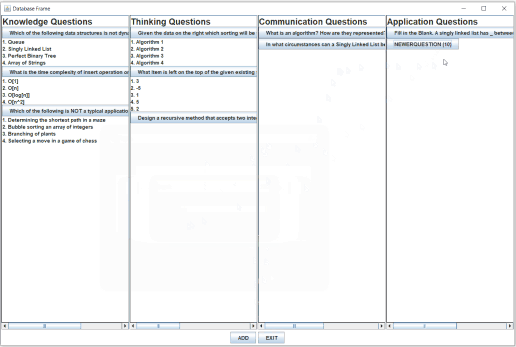 Database Frame
Knowledge Questions
Which of the following data structures is not dyn
1. Queue
2. Singly Linked List
3. Perfect Binary Tree
4. Array of Strings
What is the time complexity of insert operation or
1. O[1]
2. O[n]
3. O[log[n]]
4. O[n^2]
Which of the following is NOT a typical applicatio
1. Determining the shortest path in a maze
2. Bubble sorting an array of integers
3. Branching of plants
4. Selecting a move in a game of chess
Thinking Questions
Given the data on the right which sorting will be
1. Algorithm 1
2. Algorithm 2
3. Algorithm 3
4. Algorithm 4
What item is left on the top of the given existing
1. 3
2. -6
3. 1
4. 5
5. 2
Design a recursive method that accepts two inte
Communication Questions
What is an algorithm? How are they represented?
In what circumstances can a Singly Linked List be
Application Questions
Fill in the Blank. A singly linked list has _ betwee
NEWERQUESTION [10]
ADD
EXIT